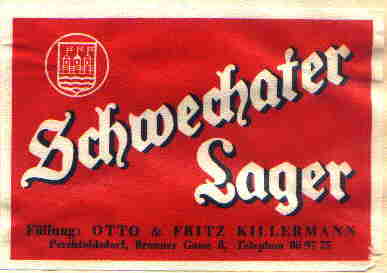 Schwechater
Lager
Füllung: OTTO & FRITZ KILLERMANN
Perchtoldsdorf, Brunner Gasse 8, Telephon 86 97 75